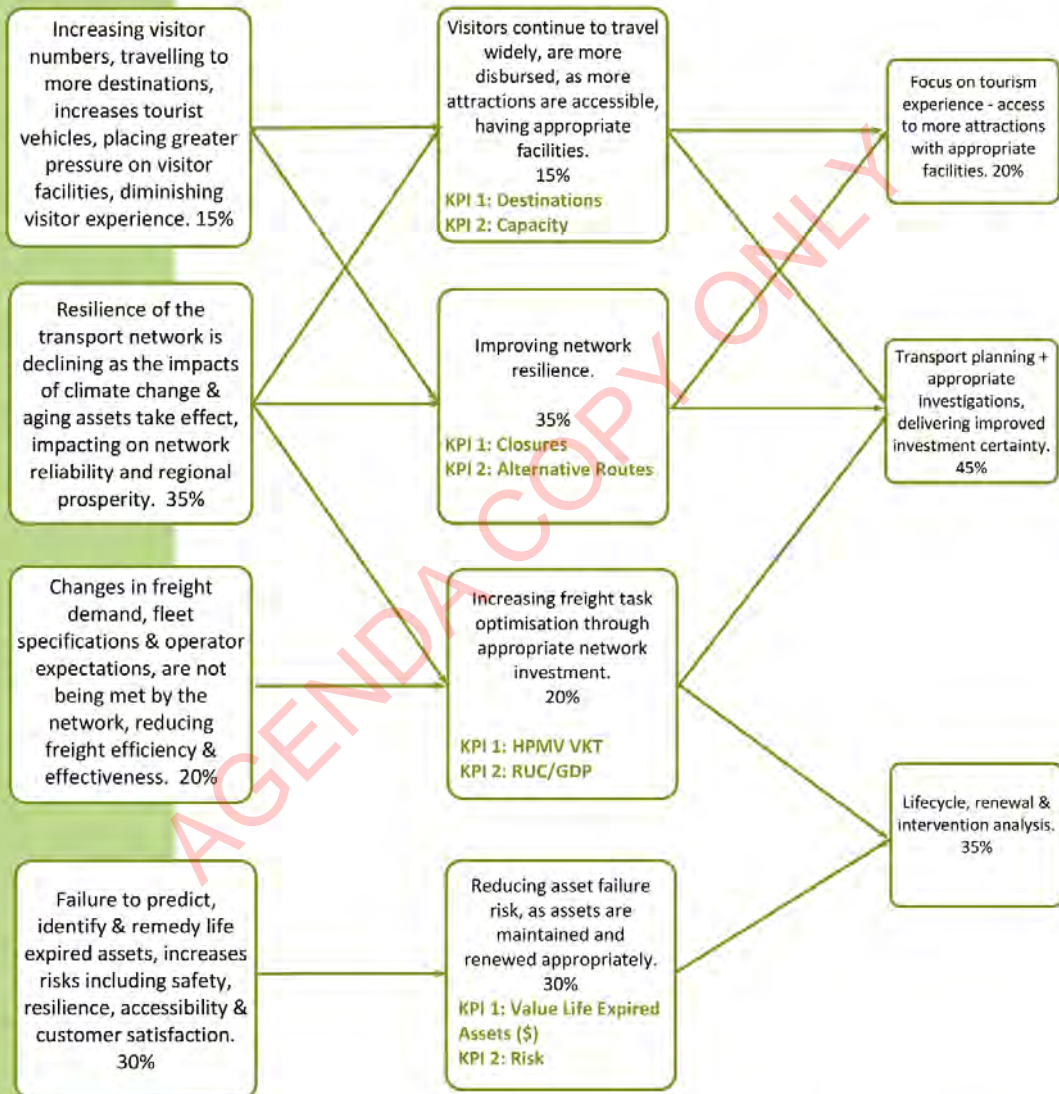 Increasing visitor
numbers, travelling to
more destinations,
increases tourist
vehicles, placing greater
pressure on visitor
facilities, diminishing
visitor experience. 15%
Resilience of the
transport network is
declining as the impacts
of climate change &
aging assets take effect,
impacting on network
reliability and regional
prosperity. 35%
Changes in freight
demand, fleet
specifications & operator
expectations, are not
being met by the
network, reducing
freight efficiency &
effectiveness. 20%
Failure to predict,
identify & remedy life
expired assets, increases
risks including safety,
resilience, accessibility &
customer satisfaction.
30%
Visitors continue to travel
widely, are more
disbursed, as more
attractions are accessible,
having appropriate
facilities.
15%
KPI 1: Destinations
KPI 2: Capacity
Improving network
resilience.
35%
KPI 1: Closures
KPI 2: Alternative Routes
Increasing freight task
optimisation through
appropriate network
investment.
20%
KPI 1: HPMV VKT
KPI 2: RUC/GDP
Reducing asset failure
risk, as assets are
maintained and
renewed appropriately.
30%
KPI 1: Value Life Expired
Assets ($)
KPI 2: Risk
Focus on tourism
experience - access
to more attractions
with appropriate
facilities. 20%
Transport planning +
appropriate
investigations,
delivering improved
investment certainty.
45%
Lifecycle, renewal &
intervention analysis.
35%
AGENDA COPY ONLY